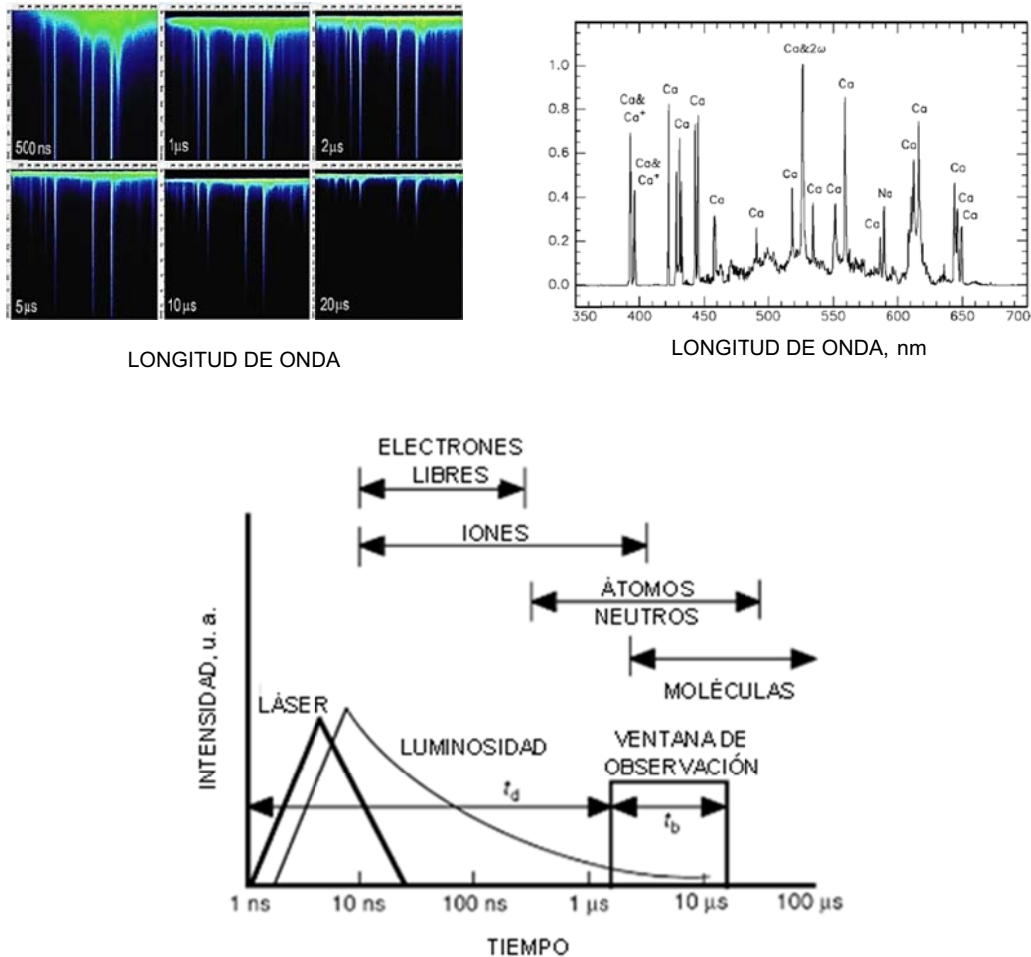 500 ns
1μs
2μs
5μs
10μs
20μs
LONGITUD DE ONDA
Ca&2ω
Ca&
Ca⁺
Ca&
Ca⁺
Ca
Ca
Ca
Ca
Ca
Ca
Ca
Ca
Ca
Ca
Na
Ca
Ca
Ca
Ca
Ca
1.0
0.8
0.6
0.4
0.2
0.0
350 400 450 500 550 600 650 700
LONGITUD DE ONDA, nm
ELECTRONES
LIBRES
IONES
ÁTOMOS
NEUTROS
MOLÉCULAS
LÁSER
LUMINOSIDAD
VENTANA DE
OBSERVACIÓN
t_d
t_b
INTENSIDAD, u. a.
1 ns 10 ns 100 ns 1 μs 10 μs 100 μs
TIEMPO